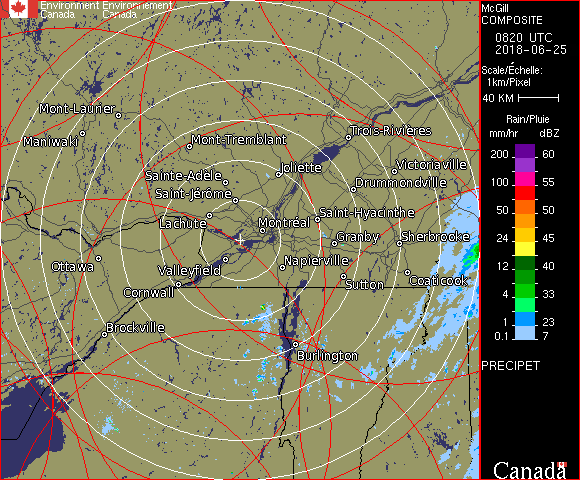 Environment Environnement
Canada Canada
McGill
COMPOSITE
0820 UTC
2018-06-25
Scale/Échelle:
1km/Pixel
40 KM
Rain/Pluie
mm/hr dBZ
200 60
100 55
50 50
24 45
12 40
4 33
1 23
0.1 7
PRECIPET
Canada
Mont-Laurier
Maniwaki
Mont-Tremblant
Trois-Rivières
Joliette
Victoriaville
Sainte-Adèle
Drummondville
Saint-Jérôme
Saint-Hyacinthe
Lachute
Montréal
Granby
Sherbrooke
Ottawa
Valleyfield
Napierville
Cornwall
Sutton
Coaticook
Brockville
Burlington